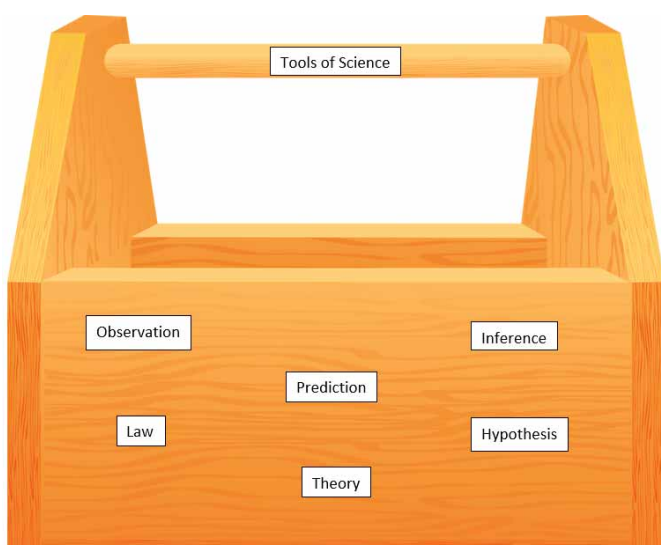 Tools of Science
Observation
Inference
Prediction
Law
Hypothesis
Theory